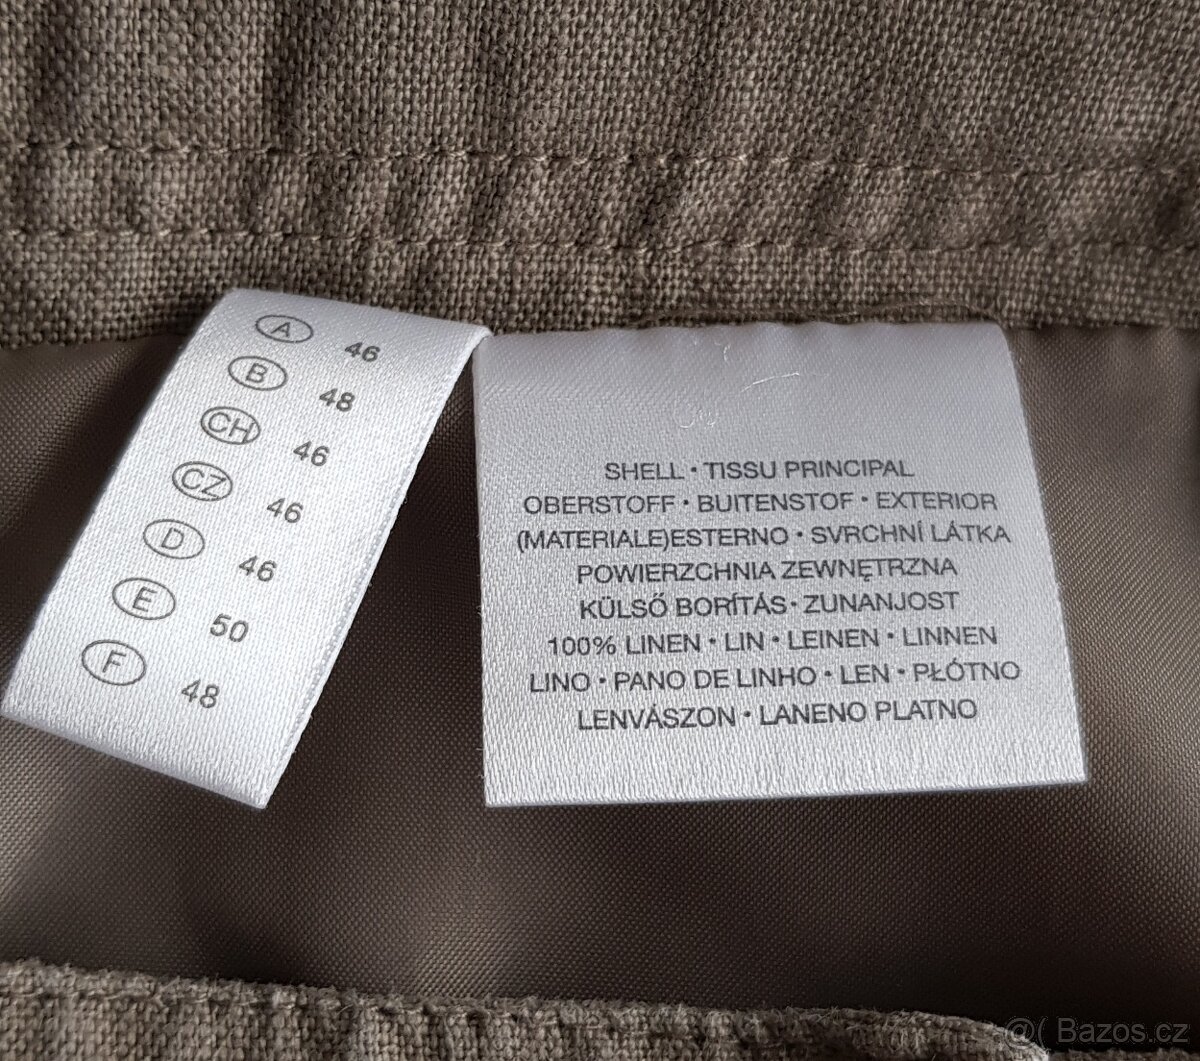 A 46
B 48
CH 46
CZ 46
D 46
E 50
F 48
SHELL • TISSU PRINCIPAL
OBERSTOFF • BUITENSTOF • EXTERIOR
(MATERIALE)ESTERNO • SVRCHNÍ LÁTKA
POWIERZCHNIA ZEWNĘTRZNA
KÜLSŐ BORÍTÁS • ZUNANJOST
100% LINEN • LIN • LEINEN • LINNEN
LINO • PANO DE LINHO • LEN • PŁÓTNO
LENVÁSZON • LANENO PLATNO
@( Bazos.cz